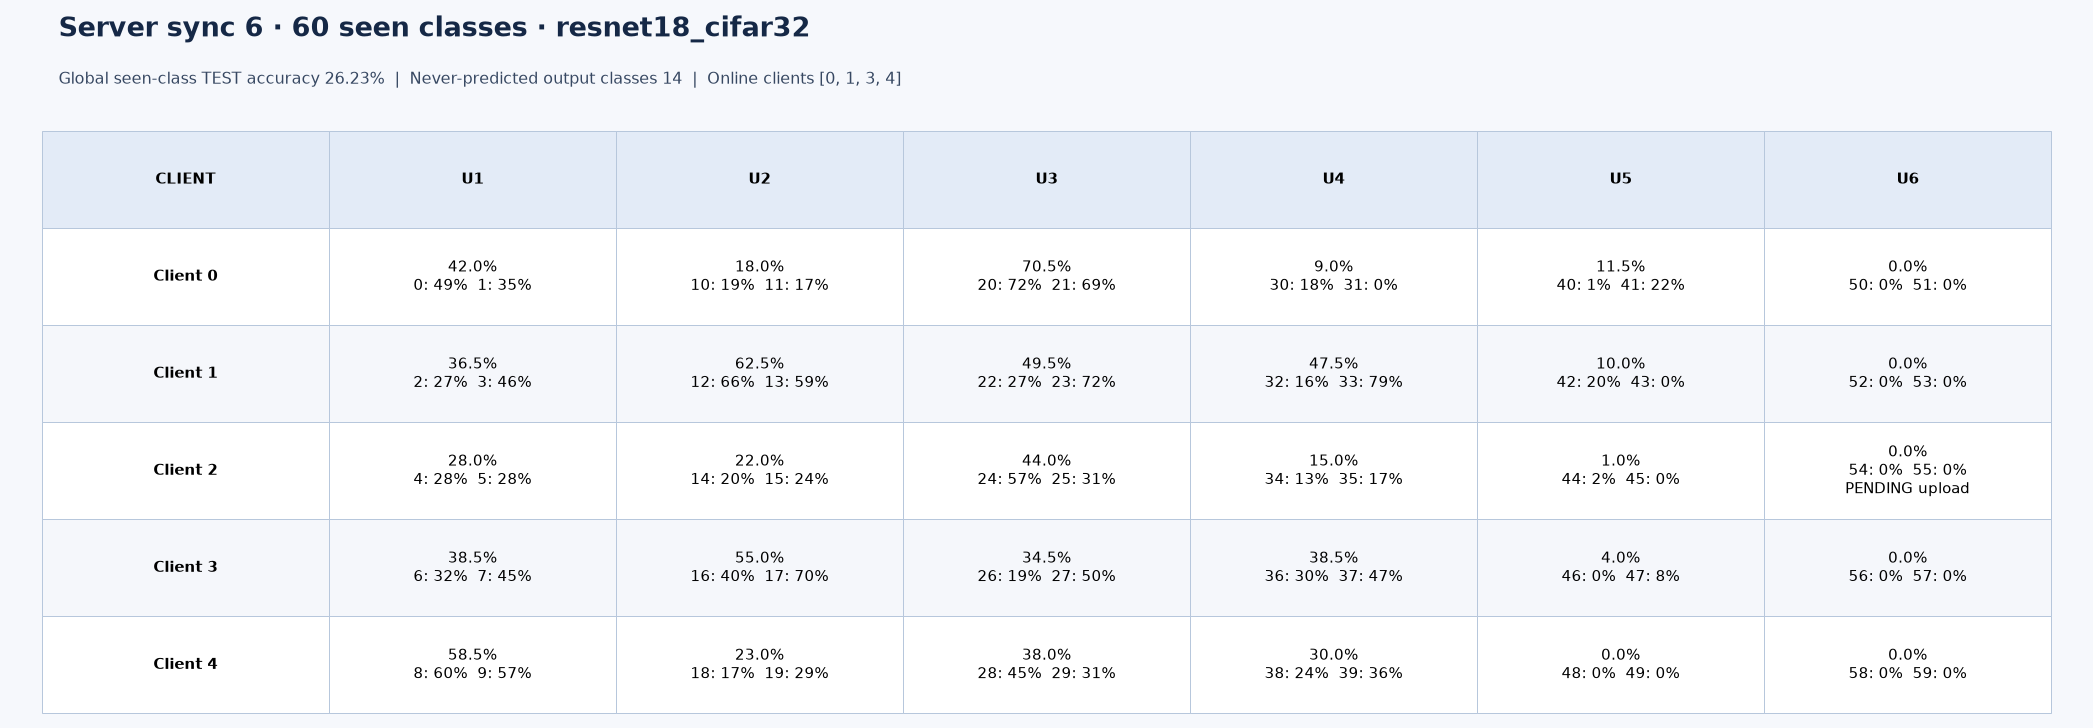 Server sync 6 · 60 seen classes · resnet18_cifar32
Global seen-class TEST accuracy 26.23%  |  Never-predicted output classes 14  |  Online clients [0, 1, 3, 4]
CLIENT U1 U2 U3 U4 U5 U6
Client 0
42.0%
0: 49%  1: 35%
18.0%
10: 19%  11: 17%
70.5%
20: 72%  21: 69%
9.0%
30: 18%  31: 0%
11.5%
40: 1%  41: 22%
0.0%
50: 0%  51: 0%
Client 1
36.5%
2: 27%  3: 46%
62.5%
12: 66%  13: 59%
49.5%
22: 27%  23: 72%
47.5%
32: 16%  33: 79%
10.0%
42: 20%  43: 0%
0.0%
52: 0%  53: 0%
Client 2
28.0%
4: 28%  5: 28%
22.0%
14: 20%  15: 24%
44.0%
24: 57%  25: 31%
15.0%
34: 13%  35: 17%
1.0%
44: 2%  45: 0%
0.0%
54: 0%  55: 0%
PENDING upload
Client 3
38.5%
6: 32%  7: 45%
55.0%
16: 40%  17: 70%
34.5%
26: 19%  27: 50%
38.5%
36: 30%  37: 47%
4.0%
46: 0%  47: 8%
0.0%
56: 0%  57: 0%
Client 4
58.5%
8: 60%  9: 57%
23.0%
18: 17%  19: 29%
38.0%
28: 45%  29: 31%
30.0%
38: 24%  39: 36%
0.0%
48: 0%  49: 0%
0.0%
58: 0%  59: 0%